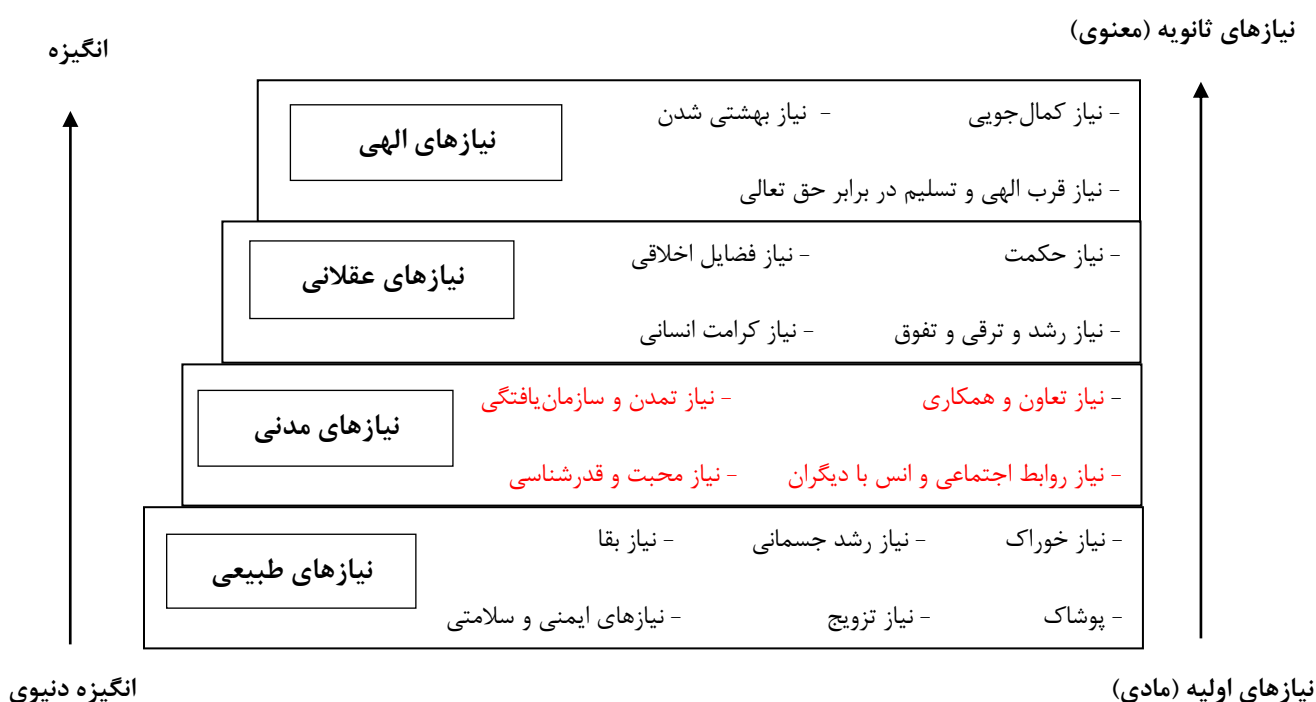 نیازهای ثانویه (معنوی)
انگیزه
- نیاز کمال‌جویی - نیاز بهشتی شدن
نیازهای الهی
- نیاز قرب الهی و تسلیم در برابر حق تعالی
- نیاز حکمت - نیاز فضایل اخلاقی
نیازهای عقلانی
- نیاز رشد و ترقی و تفوق - نیاز کرامت انسانی
- نیاز تعاون و همکاری - نیاز تمدن و سازمان‌یافتگی
نیازهای مدنی
- نیاز روابط اجتماعی و انس با دیگران - نیاز محبت و قدرشناسی
- نیاز خوراک - نیاز رشد جسمانی - نیاز بقا
نیازهای طبیعی
- پوشاک - نیاز تزویج - نیازهای ایمنی و سلامتی
نیازهای اولیه (مادی)
انگیزه دنیوی